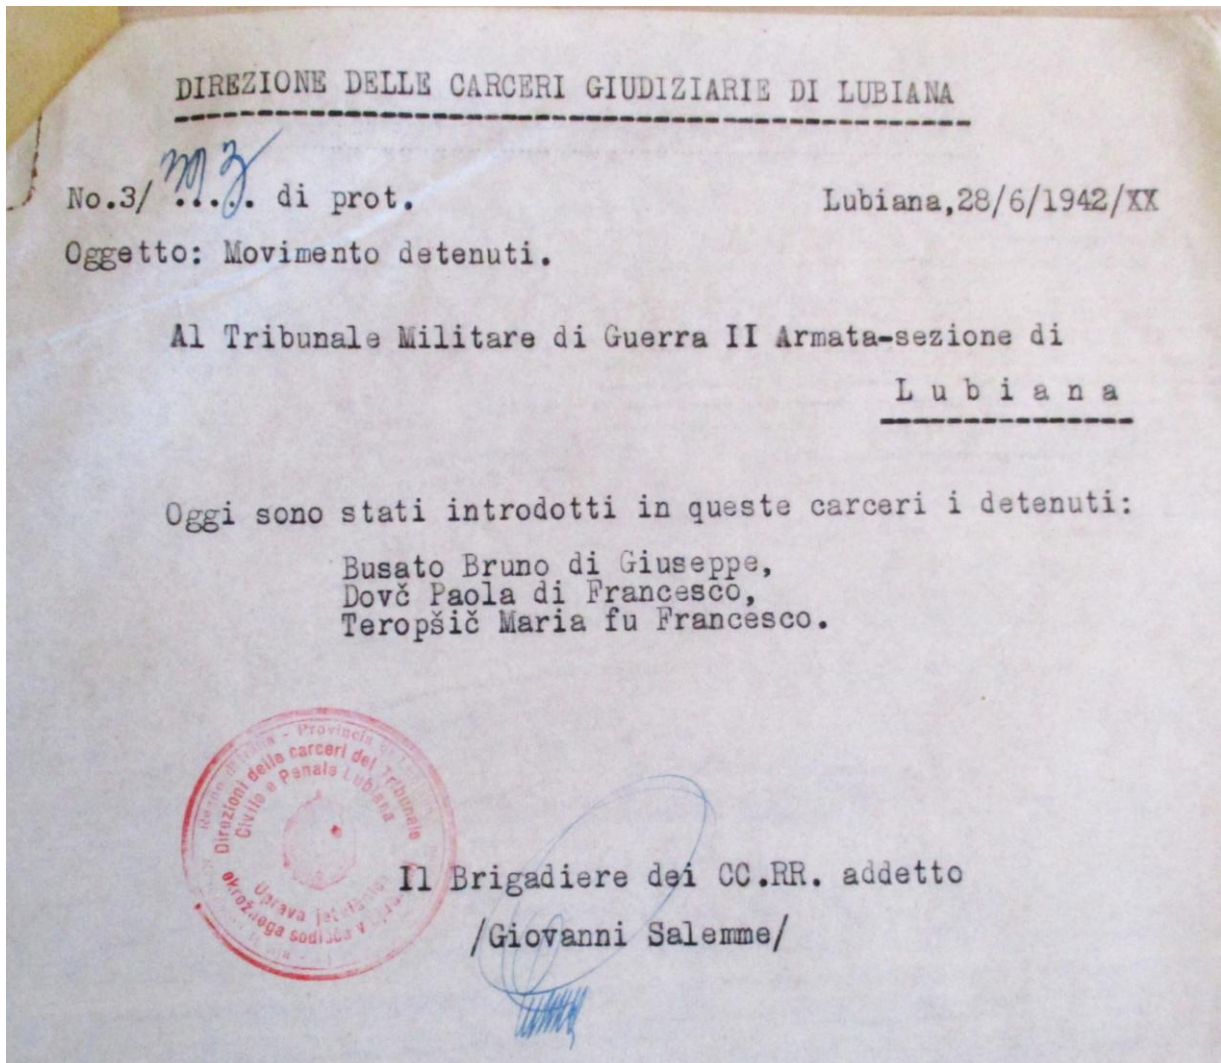 DIREZIONE DELLE CARCERI GIUDIZIARIE DI LUBIANA
No.3/ ..... di prot.
Lubiana,28/6/1942/XX
Oggetto: Movimento detenuti.
Al Tribunale Militare di Guerra II Armata-sezione di
Lubiana
Oggi sono stati introdotti in queste carceri i detenuti:
Busato Bruno di Giuseppe,
Dovč Paola di Francesco,
Teropšič Maria fu Francesco.
Provincia
Direzioni delle carceri del Tribunale
Civile e Penale Lubiana
Uprava
okrožnega sodišča v
Il Brigadiere dei CC.RR. addetto
/Giovanni Salemme/